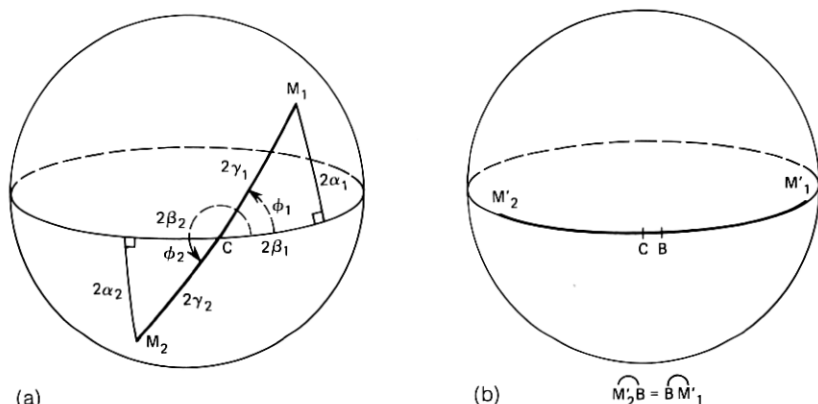 M₁
2γ₁
2α₁
ϕ₁
2β₂
C
2β₁
ϕ₂
2α₂
2γ₂
M₂
(a)
M'₂
M'₁
C B
(b)
M'₂B = BM'₁